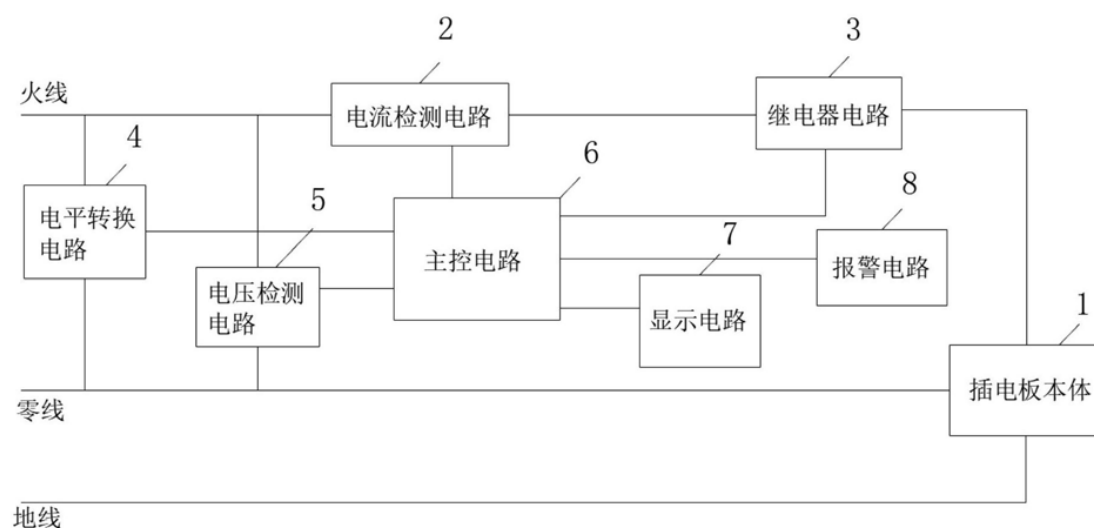 2
3
火线
电流检测电路
继电器电路
4
6
8
电平转换
电路
5
主控电路
7
报警电路
电压检测
电路
显示电路
1
插电板本体
零线
地线